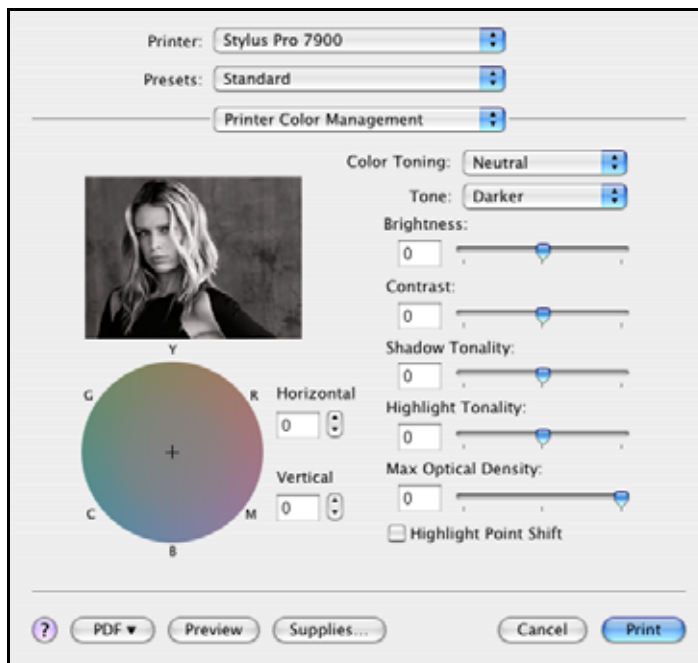 Printer: Stylus Pro 7900
Presets: Standard
Printer Color Management
Color Toning: Neutral
Tone: Darker
Brightness:
0
Contrast:
0
Shadow Tonality:
0
Highlight Tonality:
0
Max Optical Density:
0
Highlight Point Shift
Y
G R
C M
B
Horizontal
0
Vertical
0
? PDF ▼ Preview Supplies... Cancel Print